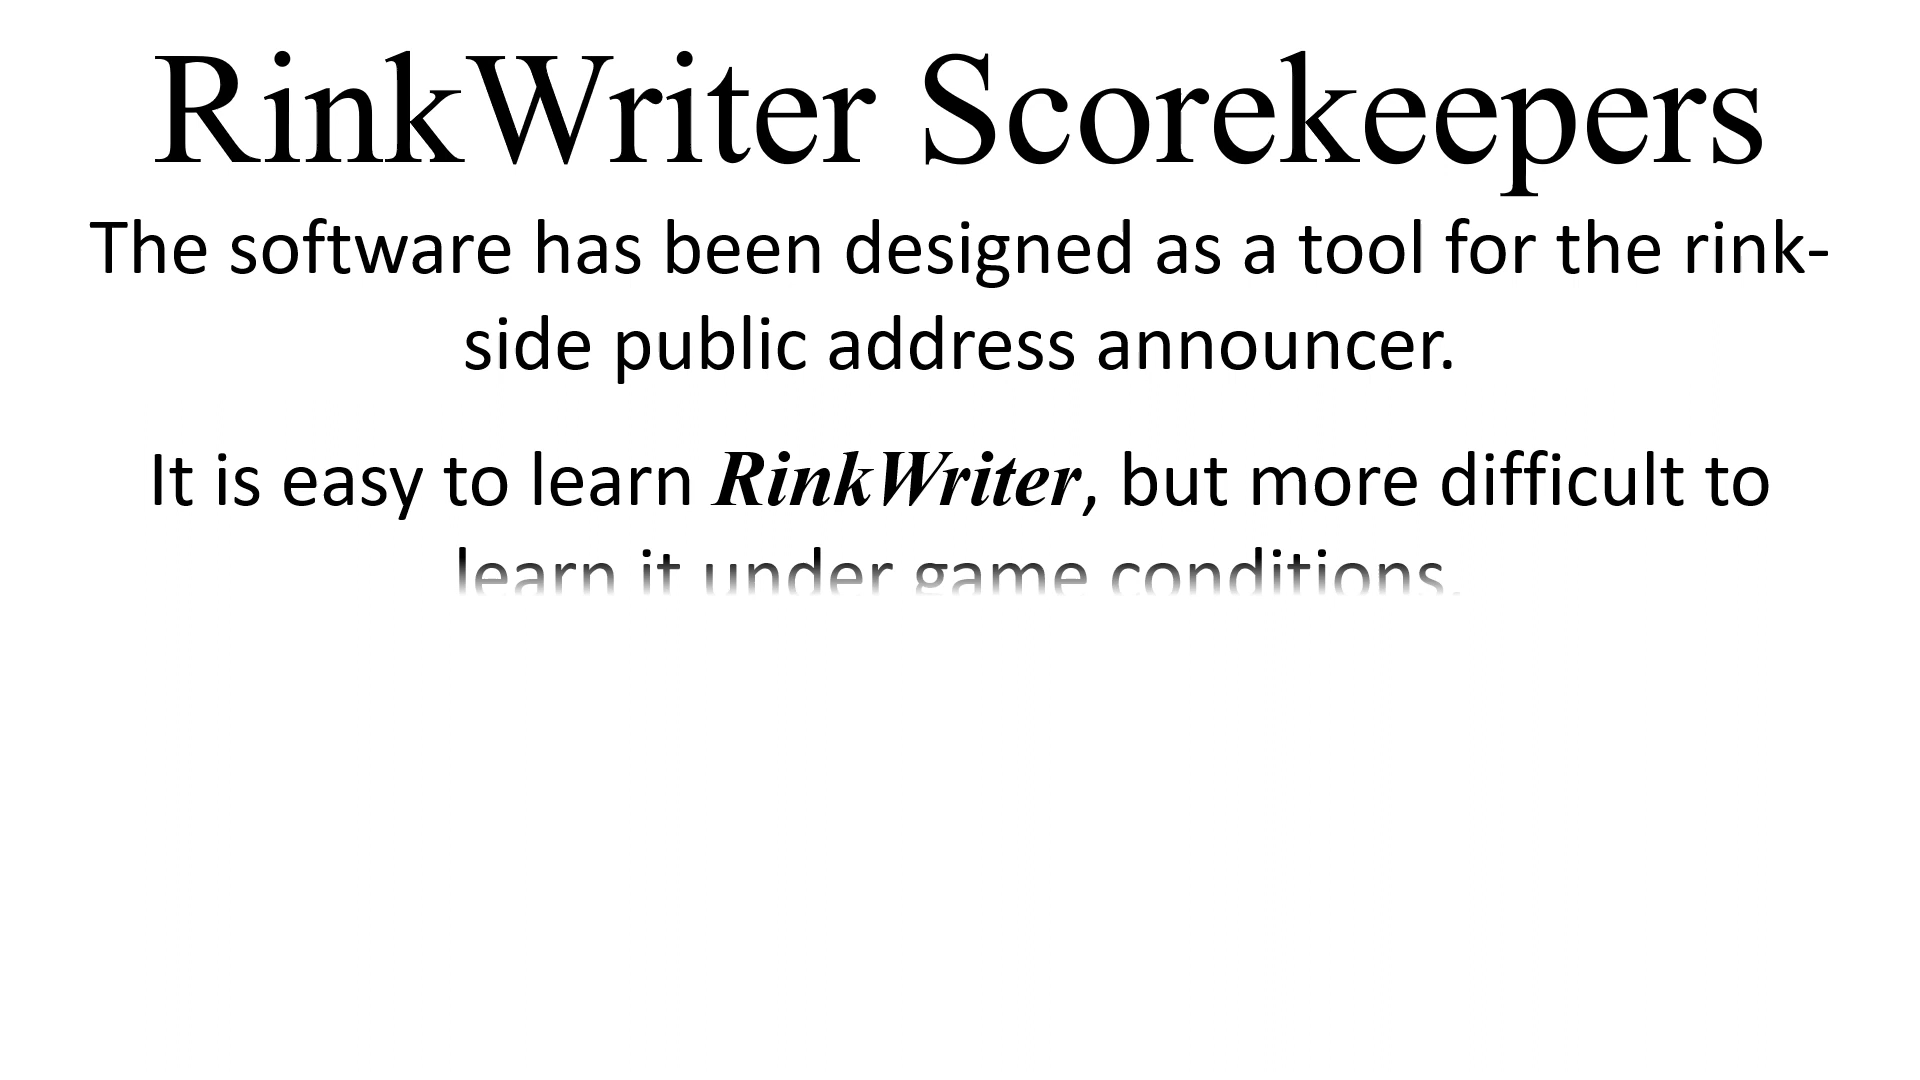 RinkWriter Scorekeepers
The software has been designed as a tool for the rink-
side public address announcer.
It is easy to learn RinkWriter, but more difficult to
learn it under game conditions.